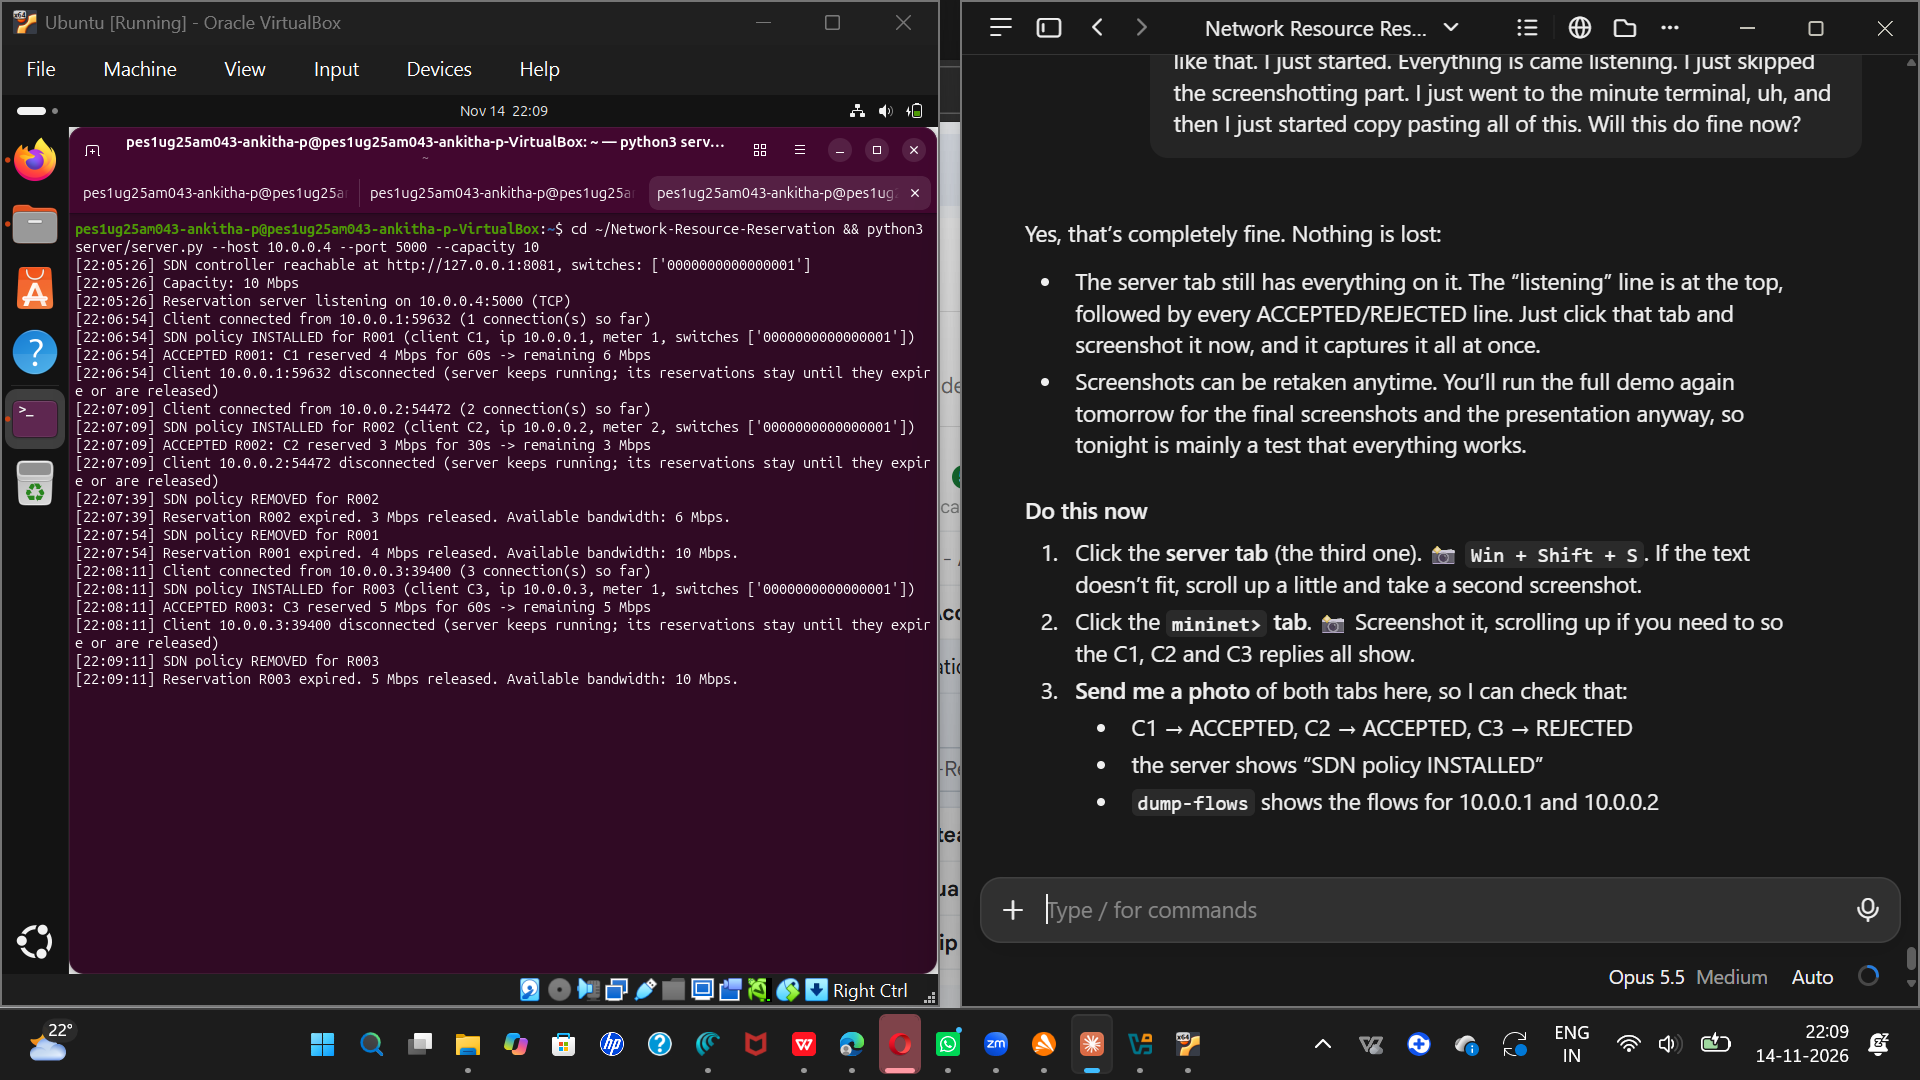 Ubuntu [Running] - Oracle VirtualBox
File Machine View Input Devices Help
Nov 14 22:09
pes1ug25am043-ankitha-p@pes1ug25am043-ankitha-p-VirtualBox: ~ — python3 serv...
~
pes1ug25am043-ankitha-p@pes1ug25a pes1ug25am043-ankitha-p@pes1ug25a pes1ug25am043-ankitha-p@pes1ug
pes1ug25am043-ankitha-p@pes1ug25am043-ankitha-p-VirtualBox:~$ cd ~/Network-Resource-Reservation && python3
server/server.py --host 10.0.0.4 --port 5000 --capacity 10
[22:05:26] SDN controller reachable at http://127.0.0.1:8081, switches: ['0000000000000001']
[22:05:26] Capacity: 10 Mbps
[22:05:26] Reservation server listening on 10.0.0.4:5000 (TCP)
[22:06:54] Client connected from 10.0.0.1:59632 (1 connection(s) so far)
[22:06:54] SDN policy INSTALLED for R001 (client C1, ip 10.0.0.1, meter 1, switches ['0000000000000001'])
[22:06:54] ACCEPTED R001: C1 reserved 4 Mbps for 60s -> remaining 6 Mbps
[22:06:54] Client 10.0.0.1:59632 disconnected (server keeps running; its reservations stay until they expir
e or are released)
[22:07:09] Client connected from 10.0.0.2:54472 (2 connection(s) so far)
[22:07:09] SDN policy INSTALLED for R002 (client C2, ip 10.0.0.2, meter 2, switches ['0000000000000001'])
[22:07:09] ACCEPTED R002: C2 reserved 3 Mbps for 30s -> remaining 3 Mbps
[22:07:09] Client 10.0.0.2:54472 disconnected (server keeps running; its reservations stay until they expir
e or are released)
[22:07:39] SDN policy REMOVED for R002
[22:07:39] Reservation R002 expired. 3 Mbps released. Available bandwidth: 6 Mbps.
[22:07:54] SDN policy REMOVED for R001
[22:07:54] Reservation R001 expired. 4 Mbps released. Available bandwidth: 10 Mbps.
[22:08:11] Client connected from 10.0.0.3:39400 (3 connection(s) so far)
[22:08:11] SDN policy INSTALLED for R003 (client C3, ip 10.0.0.3, meter 1, switches ['0000000000000001'])
[22:08:11] ACCEPTED R003: C3 reserved 5 Mbps for 60s -> remaining 5 Mbps
[22:08:11] Client 10.0.0.3:39400 disconnected (server keeps running; its reservations stay until they expir
e or are released)
[22:09:11] SDN policy REMOVED for R003
[22:09:11] Reservation R003 expired. 5 Mbps released. Available bandwidth: 10 Mbps.
Right Ctrl
Network Resource Res...
like that. I just started. Everything is came listening. I just skipped
the screenshotting part. I just went to the minute terminal, uh, and
then I just started copy pasting all of this. Will this do fine now?
Yes, that's completely fine. Nothing is lost:
• The server tab still has everything on it. The “listening” line is at the top,
followed by every ACCEPTED/REJECTED line. Just click that tab and
screenshot it now, and it captures it all at once.
• Screenshots can be retaken anytime. You'll run the full demo again
tomorrow for the final screenshots and the presentation anyway, so
tonight is mainly a test that everything works.
Do this now
1. Click the server tab (the third one). 📸 Win + Shift + S. If the text
doesn't fit, scroll up a little and take a second screenshot.
2. Click the mininet> tab. 📸 Screenshot it, scrolling up if you need to so
the C1, C2 and C3 replies all show.
3. Send me a photo of both tabs here, so I can check that:
• C1 → ACCEPTED, C2 → ACCEPTED, C3 → REJECTED
• the server shows “SDN policy INSTALLED”
• dump-flows shows the flows for 10.0.0.1 and 10.0.0.2
Type / for commands
Opus 5.5 Medium Auto
22°
ENG
IN
22:09
14-11-2026